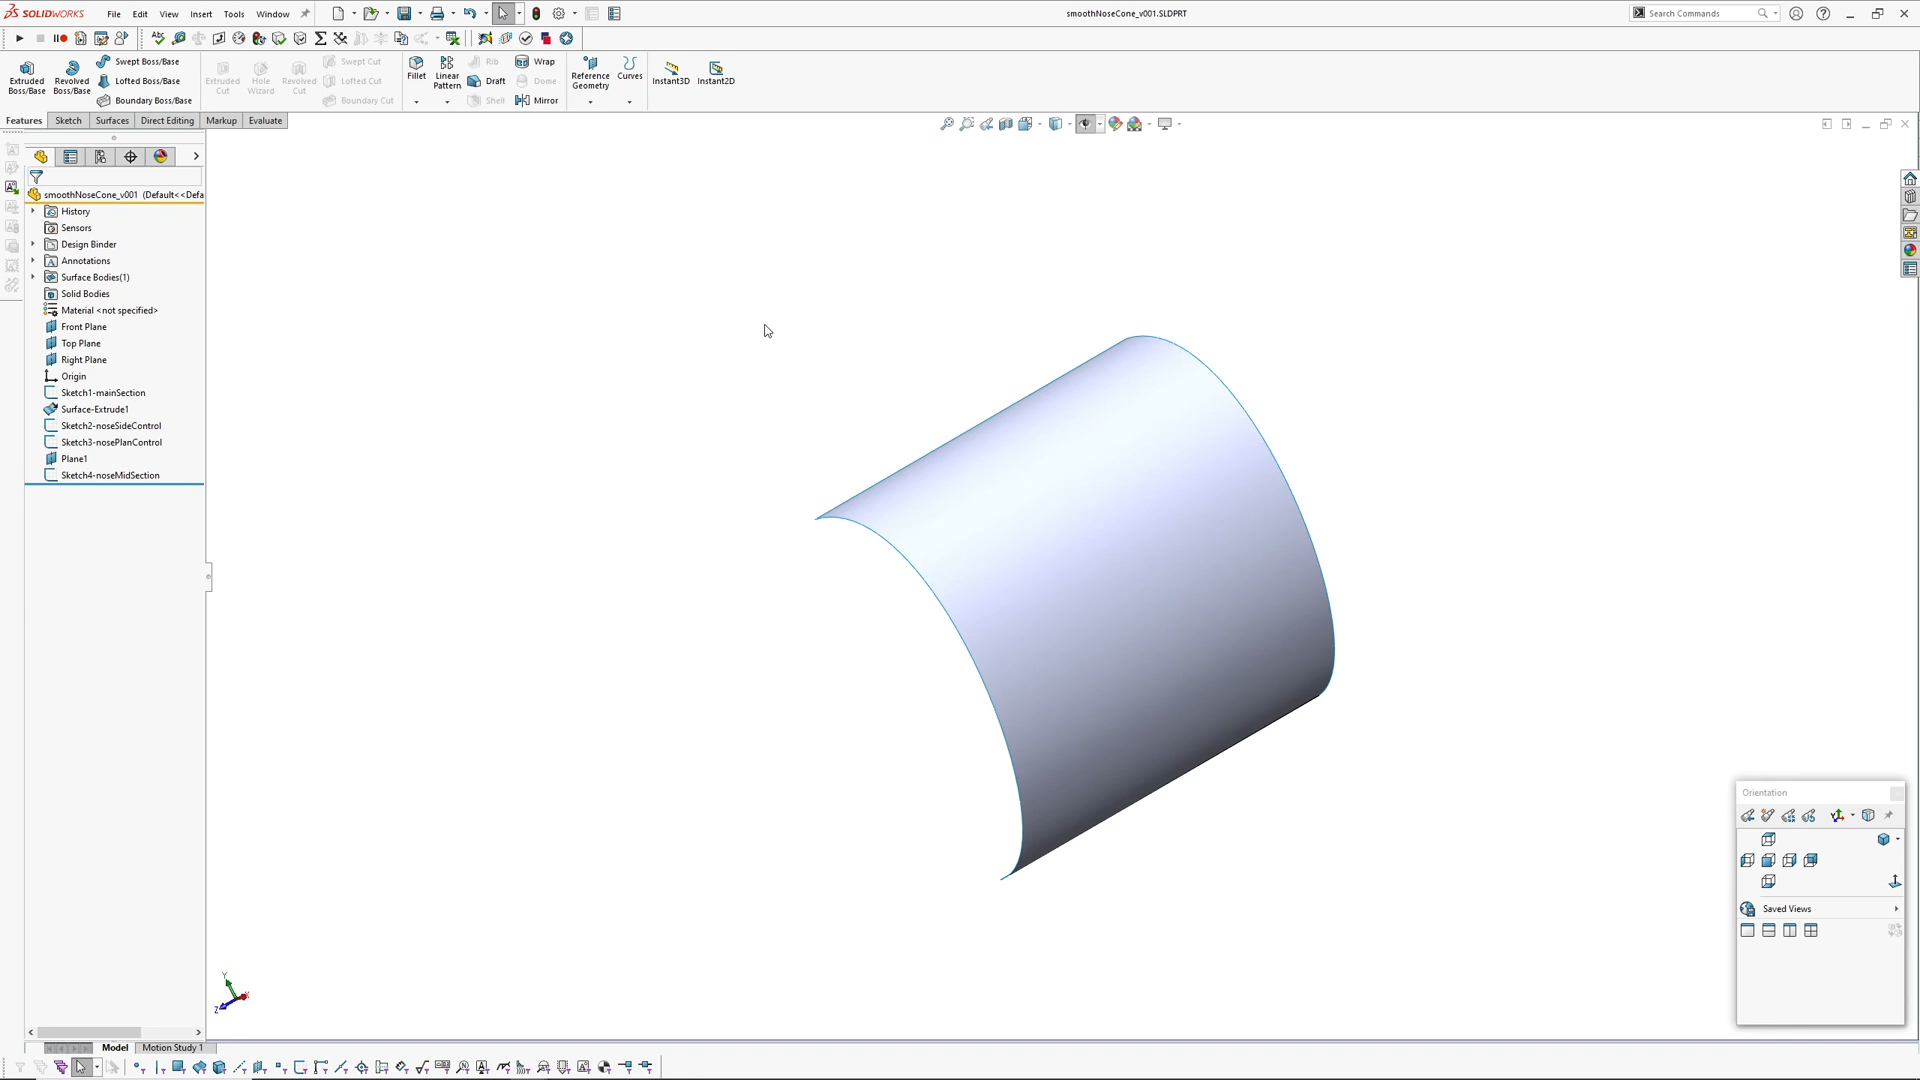 SOLIDWORKS File Edit View Insert Tools Window smoothNoseCone_v001.SLDPRT Search Commands
Extruded Boss/Base
Revolved Boss/Base
Swept Boss/Base
Lofted Boss/Base
Boundary Boss/Base
Extruded Cut
Hole Wizard
Revolved Cut
Swept Cut
Lofted Cut
Boundary Cut
Fillet
Linear Pattern
Rib
Draft
Shell
Wrap
Dome
Mirror
Reference Geometry
Curves
Instant3D
Instant2D
Features Sketch Surfaces Direct Editing Markup Evaluate
smoothNoseCone_v001 (Default<<Defa
History
Sensors
Design Binder
Annotations
Surface Bodies(1)
Solid Bodies
Material <not specified>
Front Plane
Top Plane
Right Plane
Origin
Sketch1-mainSection
Surface-Extrude1
Sketch2-noseSideControl
Sketch3-nosePlanControl
Plane1
Sketch4-noseMidSection
Orientation
Saved Views
Y
X
Z
Model Motion Study 1